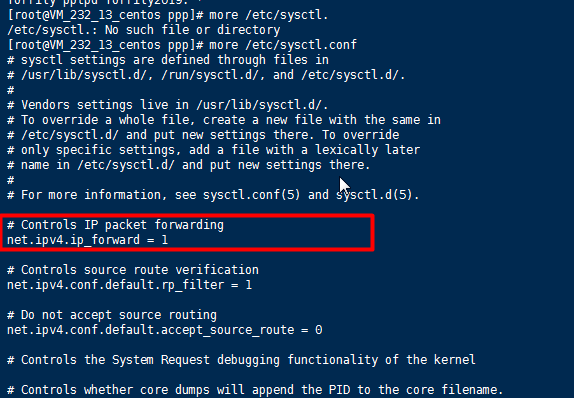 [root@VM_232_13_centos ppp]# more /etc/sysctl.
/etc/sysctl.: No such file or directory
[root@VM_232_13_centos ppp]# more /etc/sysctl.conf
# sysctl settings are defined through files in
# /usr/lib/sysctl.d/, /run/sysctl.d/, and /etc/sysctl.d/.
#
# Vendors settings live in /usr/lib/sysctl.d/.
# To override a whole file, create a new file with the same in
# /etc/sysctl.d/ and put new settings there. To override
# only specific settings, add a file with a lexically later
# name in /etc/sysctl.d/ and put new settings there.
#
# For more information, see sysctl.conf(5) and sysctl.d(5).
# Controls IP packet forwarding
net.ipv4.ip_forward = 1
# Controls source route verification
net.ipv4.conf.default.rp_filter = 1
# Do not accept source routing
net.ipv4.conf.default.accept_source_route = 0
# Controls the System Request debugging functionality of the kernel
# Controls whether core dumps will append the PID to the core filename.